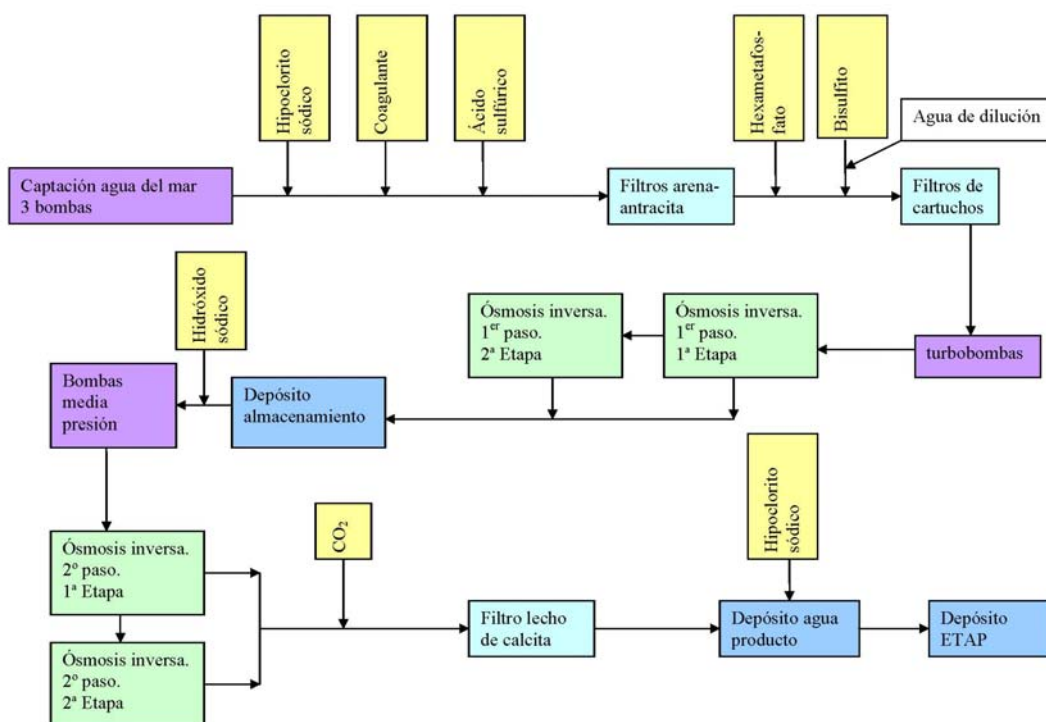 Hipoclorito
sódico
Coagulante
Ácido
sulfúrico
Hexametafos-
fato
Bisulfito
Agua de dilución
Captación agua del mar
3 bombas
Filtros arena-
antracita
Filtros de
cartuchos
Hidróxido
sódico
Ósmosis inversa.
1er paso.
2ª Etapa
Ósmosis inversa.
1er paso.
1ª Etapa
turbobombas
Bombas
media
presión
Depósito
almacenamiento
Hipoclorito
sódico
CO₂
Ósmosis inversa.
2º paso.
1ª Etapa
Filtro lecho
de calcita
Depósito agua
producto
Depósito
ETAP
Ósmosis inversa.
2º paso.
2ª Etapa